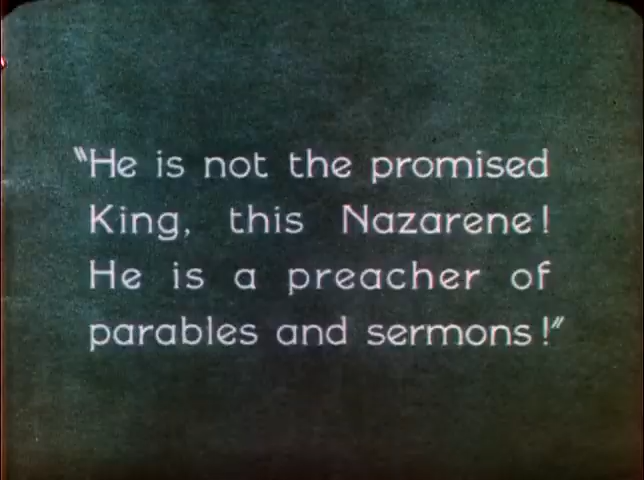 "He is not the promised
King, this Nazarene!
He is a preacher of
parables and sermons!"